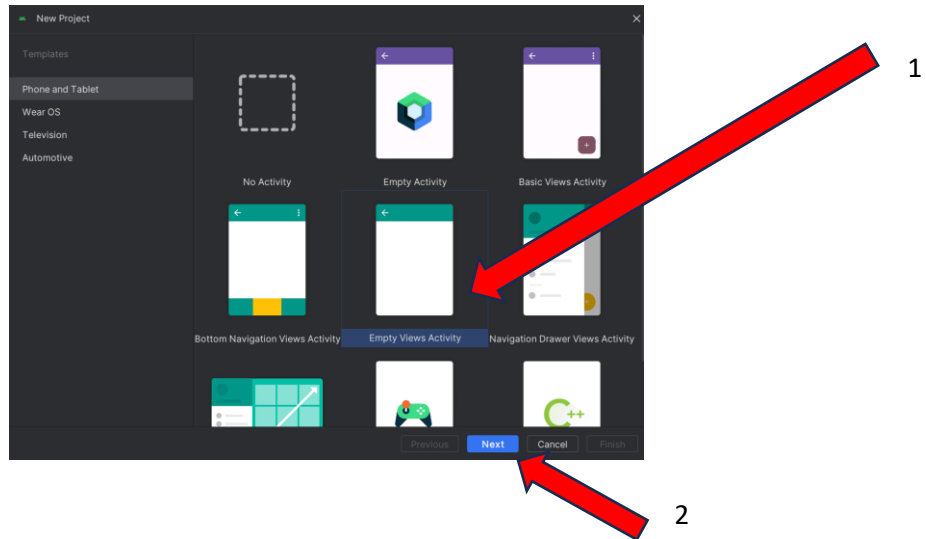 New Project
Templates
Phone and Tablet
Wear OS
Television
Automotive
No Activity
Empty Activity
Basic Views Activity
Bottom Navigation Views Activity
Empty Views Activity
Navigation Drawer Views Activity
C++
Previous
Next
Cancel
Finish
1
2